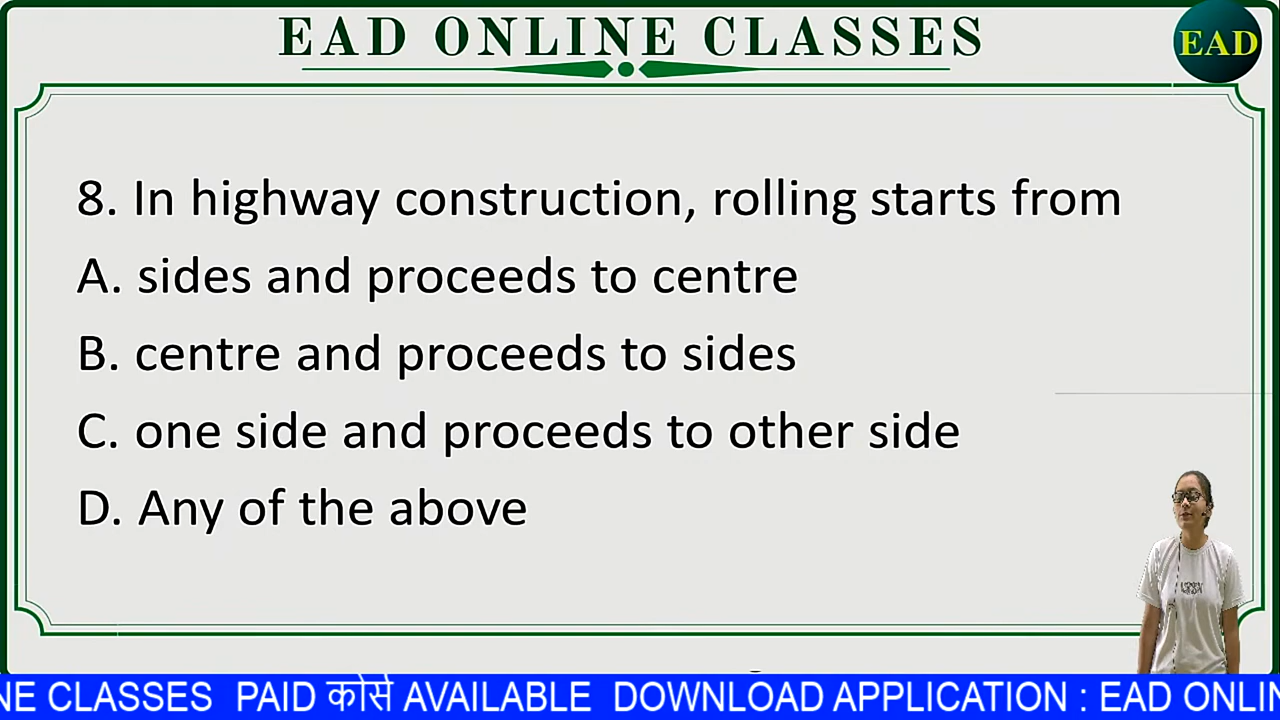 EAD ONLINE CLASSES
EAD
8. In highway construction, rolling starts from
A. sides and proceeds to centre
B. centre and proceeds to sides
C. one side and proceeds to other side
D. Any of the above
CLASSES PAID कोर्स AVAILABLE DOWNLOAD APPLICATION : EAD